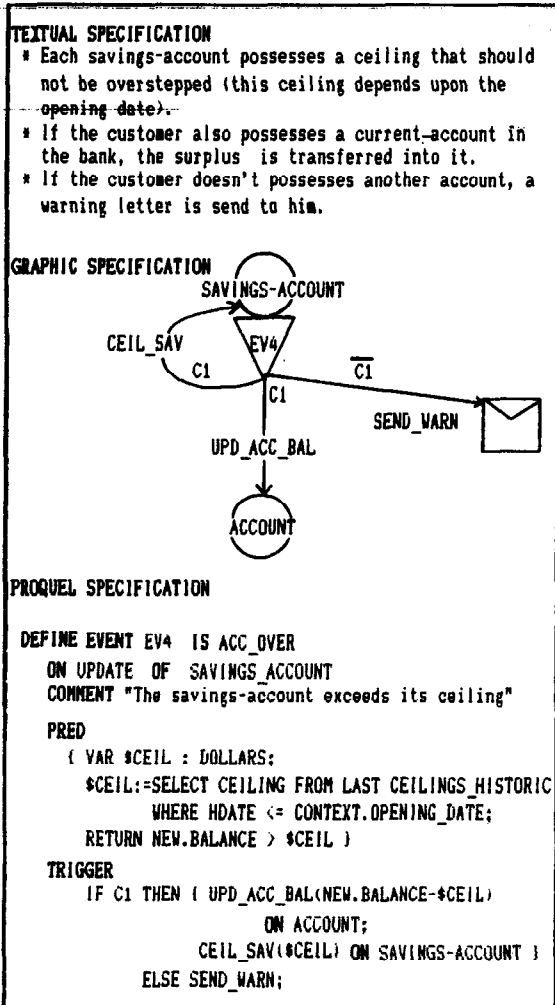 TEXTUAL SPECIFICATION
* Each savings-account possesses a ceiling that should
not be overstepped (this ceiling depends upon the
opening date).
* If the customer also possesses a current-account in
the bank, the surplus is transferred into it.
* If the customer doesn't possesses another account, a
warning letter is send to him.
GRAPHIC SPECIFICATION
SAVINGS-ACCOUNT
CEIL_SAV
EV4
C1
C1
C1
SEND_WARN
UPD_ACC_BAL
ACCOUNT
PROQUEL SPECIFICATION
DEFINE EVENT EV4 IS ACC_OVER
ON UPDATE OF SAVINGS_ACCOUNT
COMMENT "The savings-account exceeds its ceiling"
PRED
{ VAR $CEIL : DOLLARS;
$CEIL:=SELECT CEILING FROM LAST CEILINGS_HISTORIC
WHERE HDATE <= CONTEXT.OPENING_DATE;
RETURN NEW.BALANCE > $CEIL }
TRIGGER
IF C1 THEN { UPD_ACC_BAL(NEW.BALANCE-$CEIL)
ON ACCOUNT;
CEIL_SAV($CEIL) ON SAVINGS-ACCOUNT }
ELSE SEND_WARN;